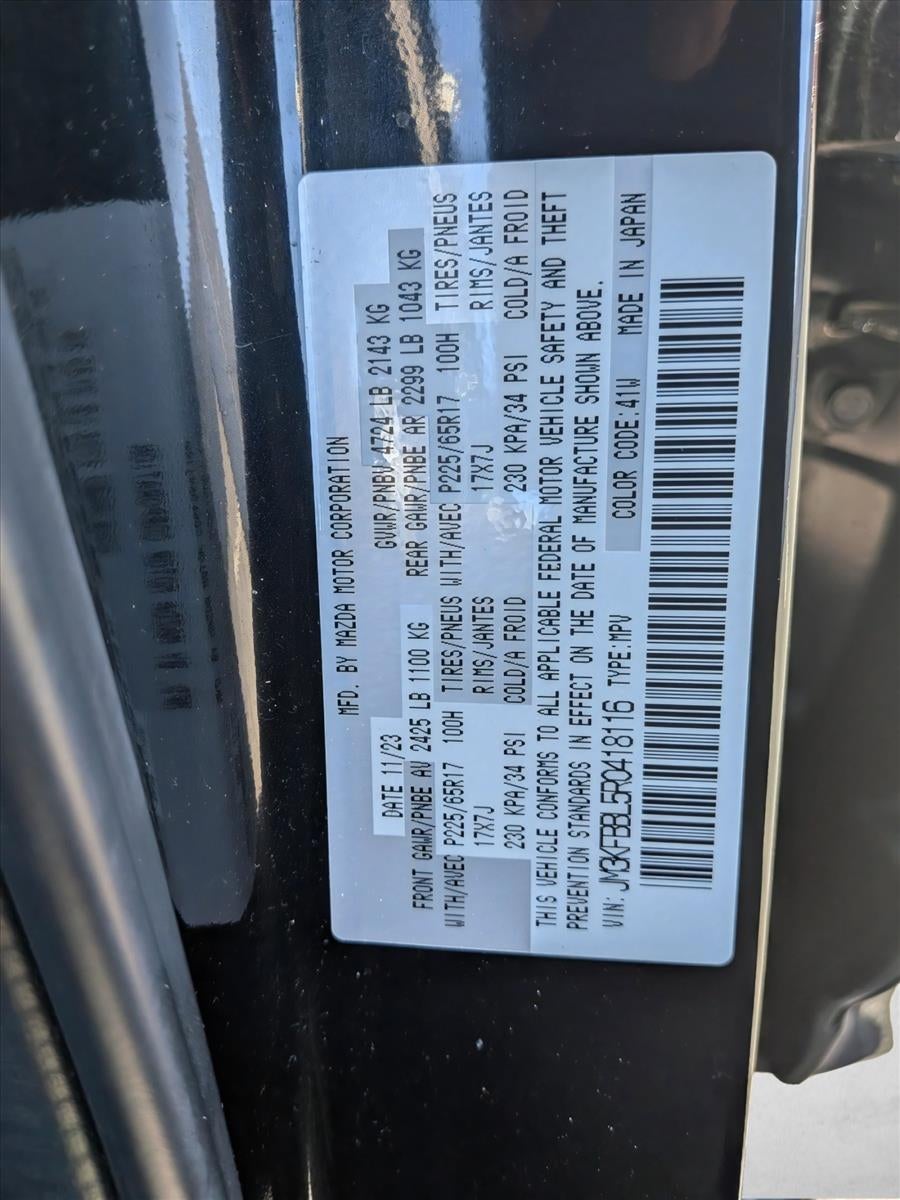 MFD. BY MAZDA MOTOR CORPORATION
DATE 11/23 GVWR/PNBV 4724 LB 2143 KG
FRONT GAWR/PNBE AV 2425 LB 1100 KG REAR GAWR/PNBE AR 2299 LB 1043 KG
WITH/AVEC P225/65R17 100H TIRES/PNEUS WITH/AVEC P225/65R17 100H TIRES/PNEUS
17X7J RIMS/JANTES 17X7J RIMS/JANTES
230 KPA/34 PSI COLD/A FROID 230 KPA/34 PSI COLD/A FROID
THIS VEHICLE CONFORMS TO ALL APPLICABLE FEDERAL MOTOR VEHICLE SAFETY AND THEFT
PREVENTION STANDARDS IN EFFECT ON THE DATE OF MANUFACTURE SHOWN ABOVE.
VIN: JM3KFBBL5R0418116 TYPE:MPV COLOR CODE:41W MADE IN JAPAN